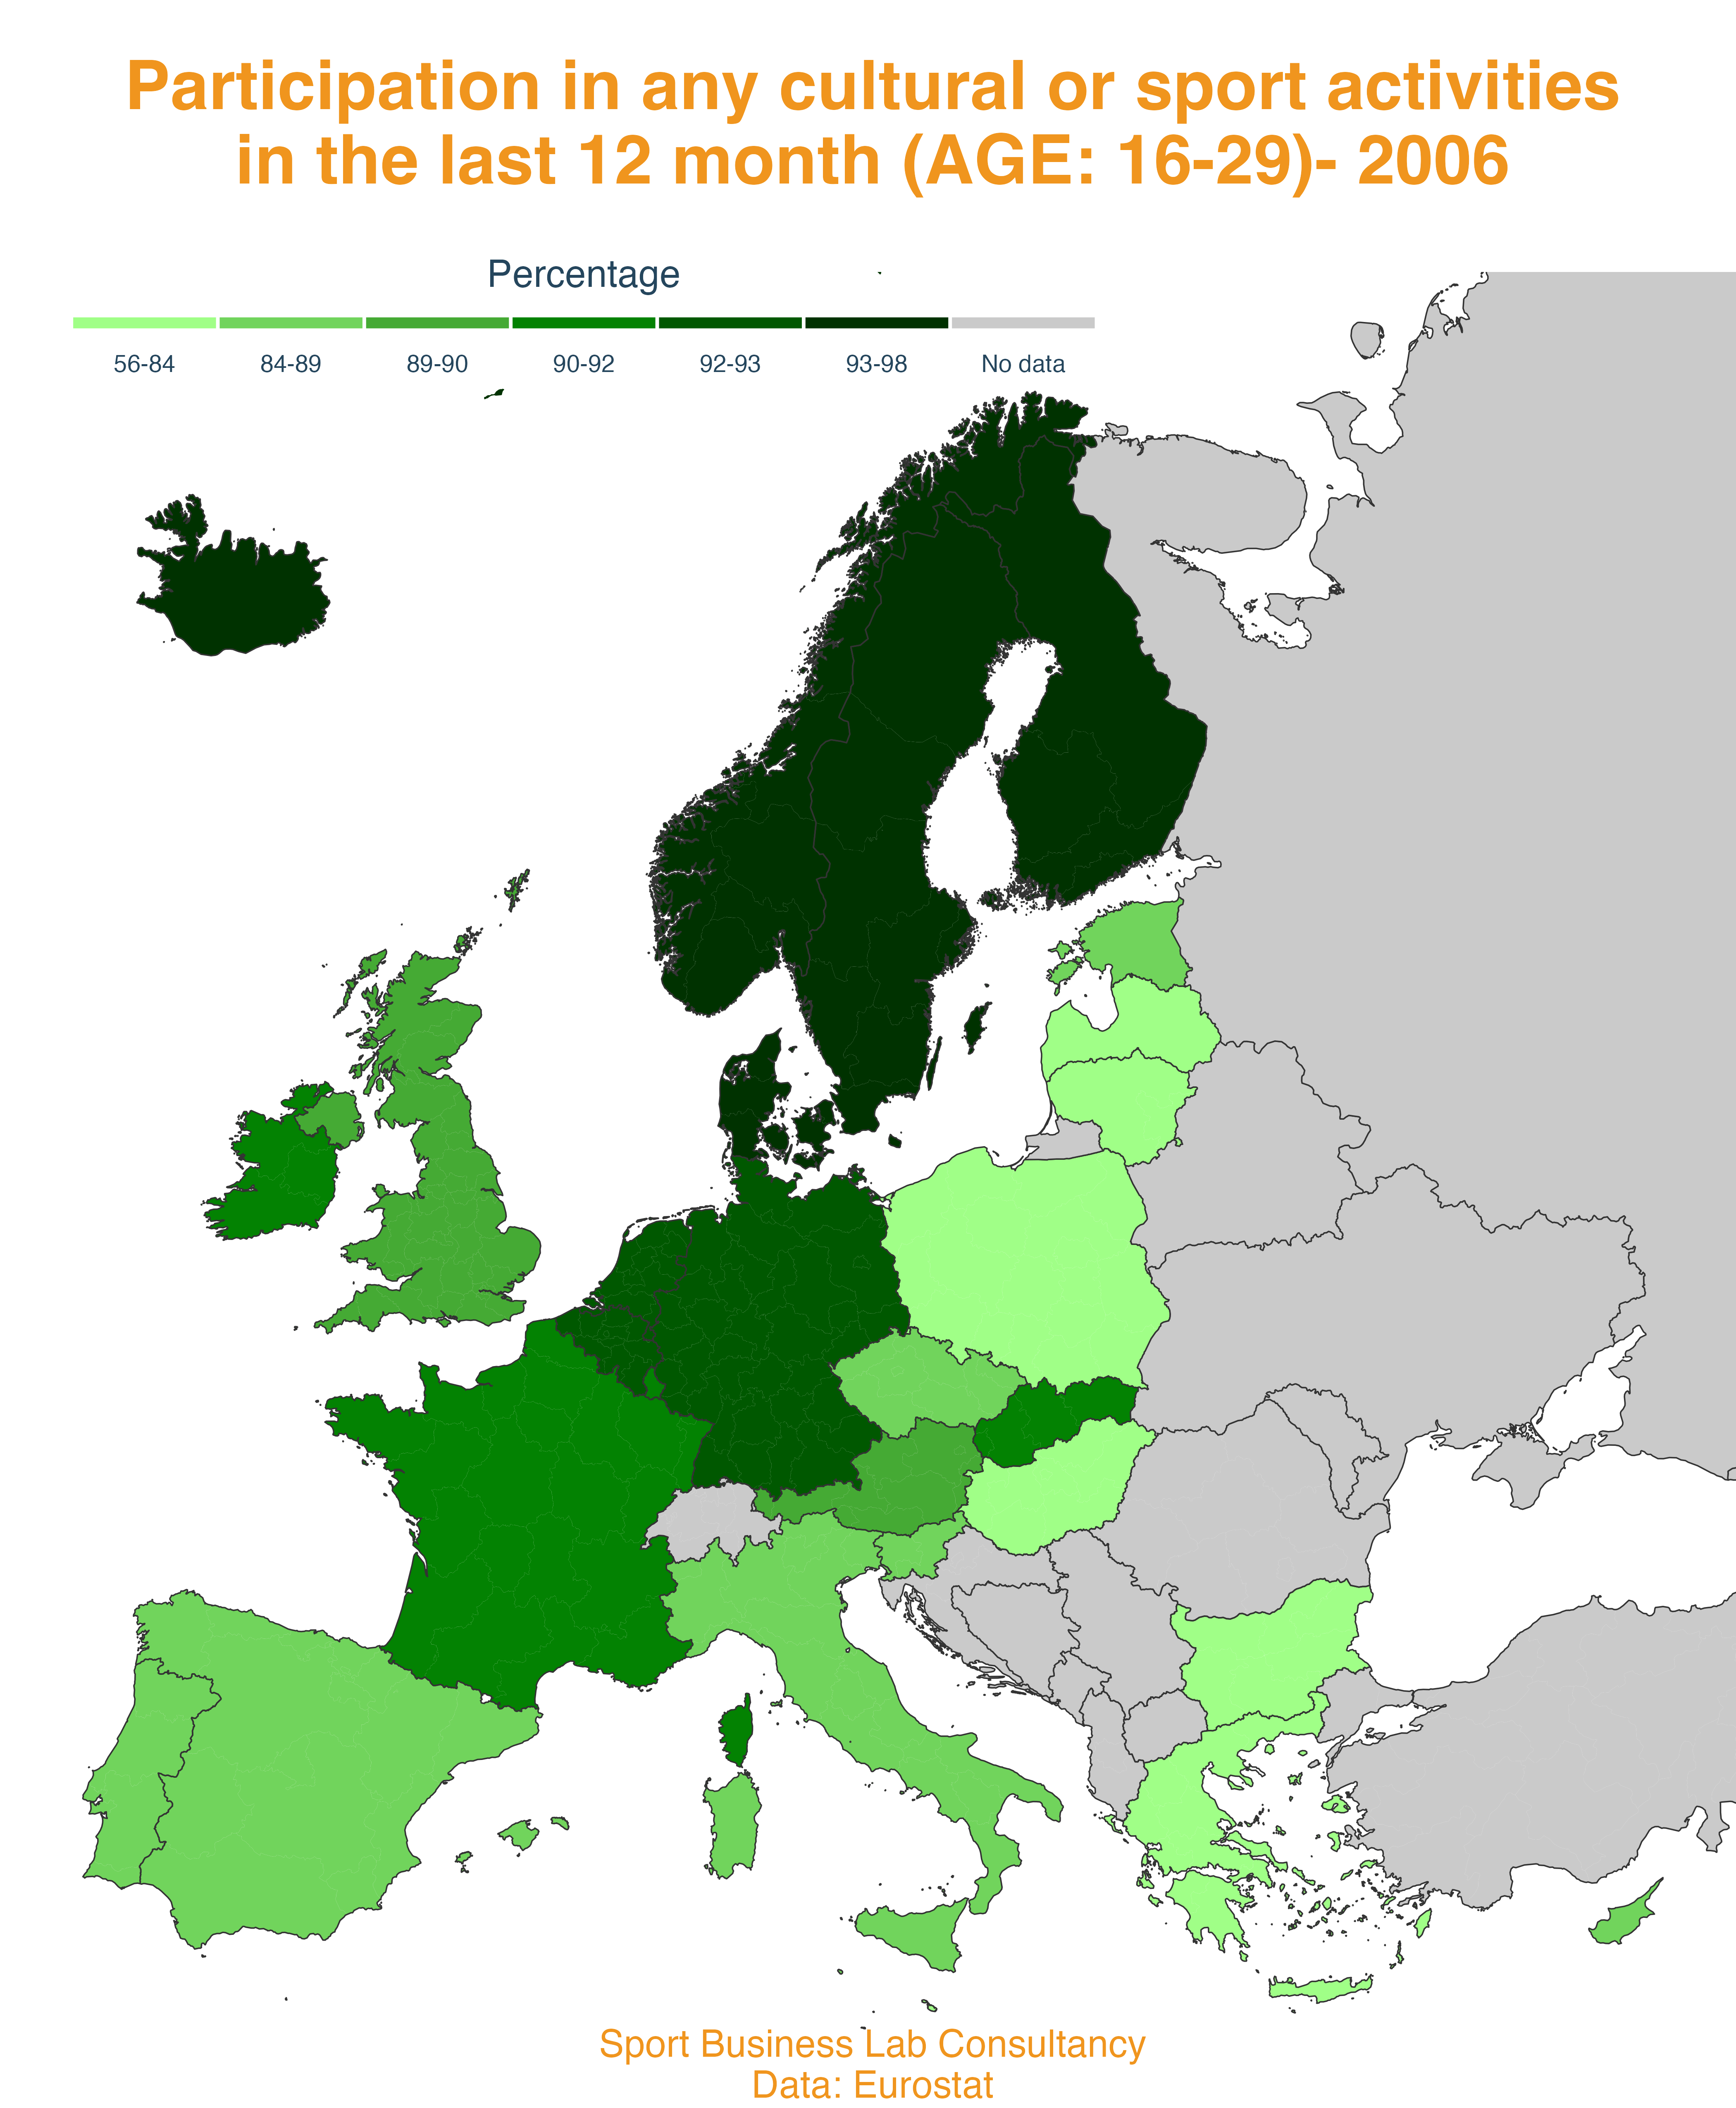 Participation in any cultural or sport activities
in the last 12 month (AGE: 16-29)- 2006
Percentage
56-84 84-89 89-90 90-92 92-93 93-98 No data
Sport Business Lab Consultancy
Data: Eurostat